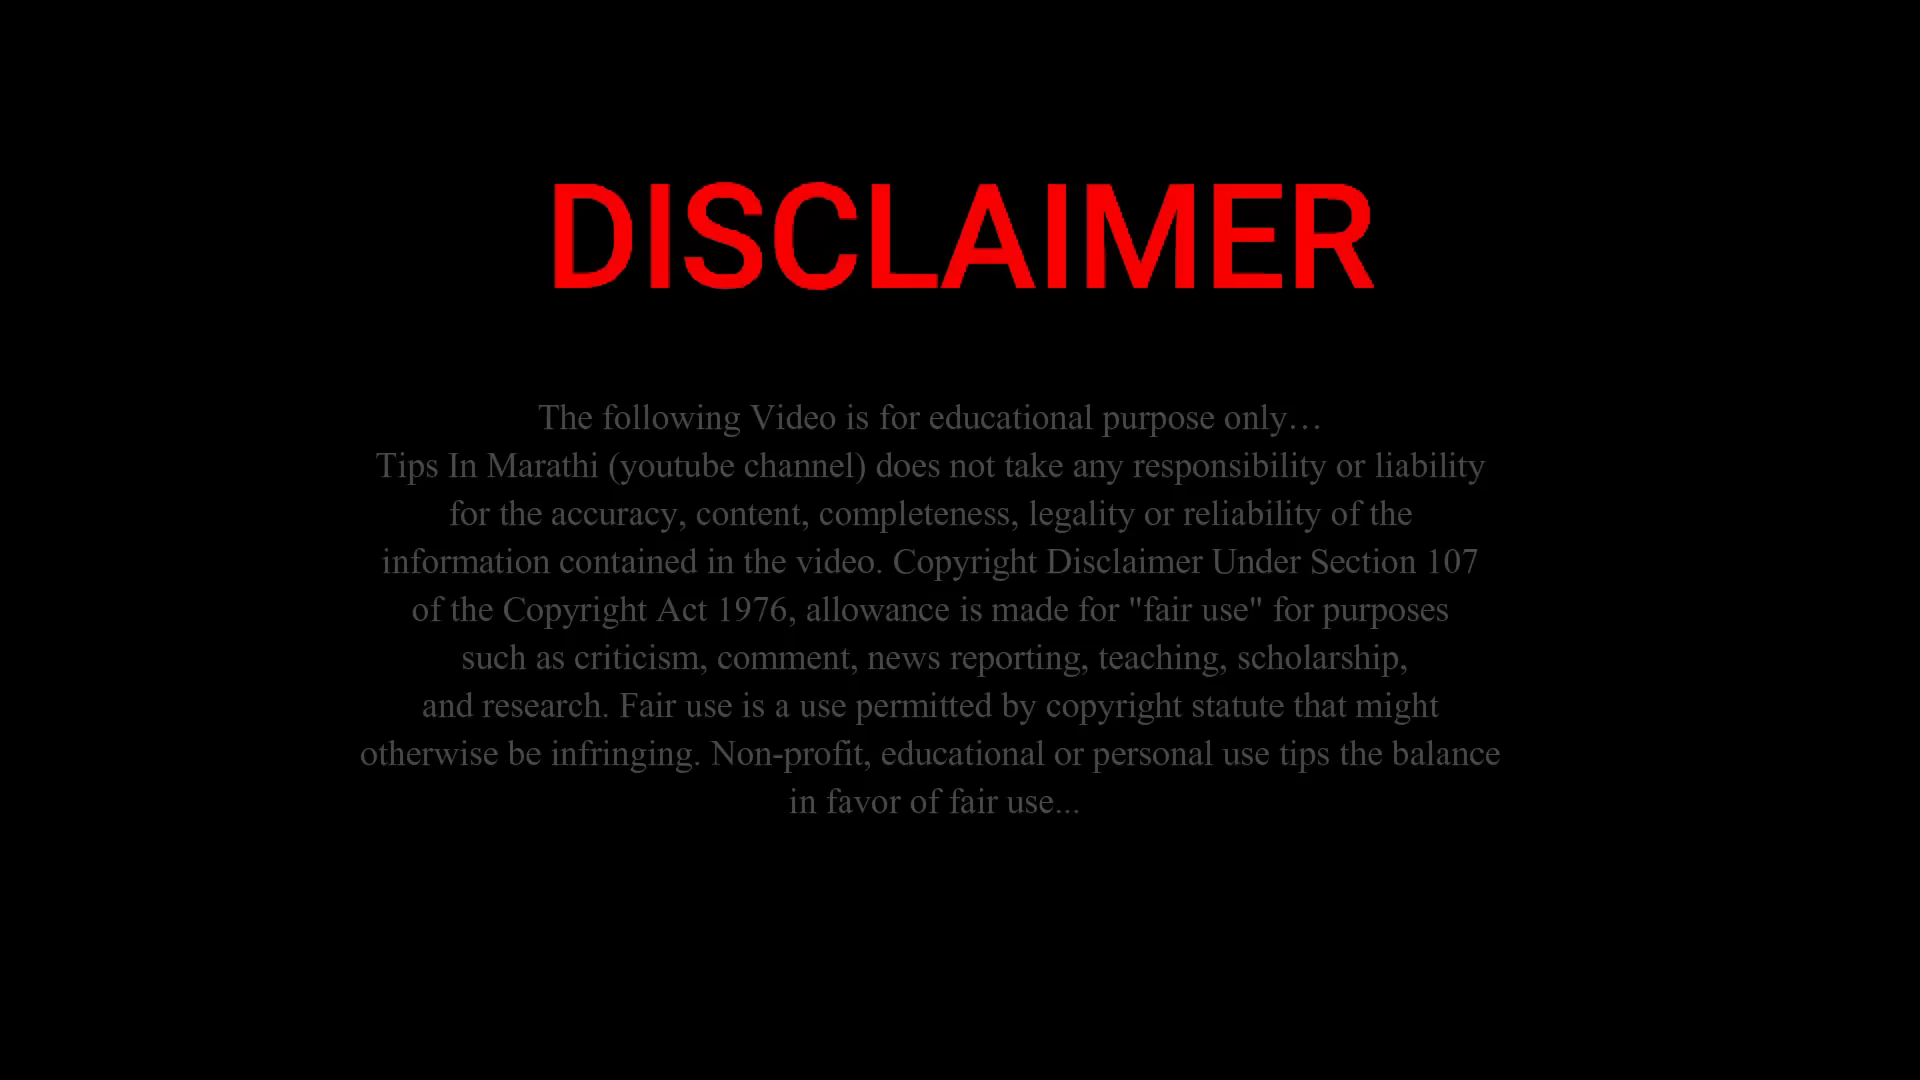 DISCLAIMER
The following Video is for educational purpose only…
Tips In Marathi (youtube channel) does not take any responsibility or liability
for the accuracy, content, completeness, legality or reliability of the
information contained in the video. Copyright Disclaimer Under Section 107
of the Copyright Act 1976, allowance is made for "fair use" for purposes
such as criticism, comment, news reporting, teaching, scholarship,
and research. Fair use is a use permitted by copyright statute that might
otherwise be infringing. Non-profit, educational or personal use tips the balance
in favor of fair use...